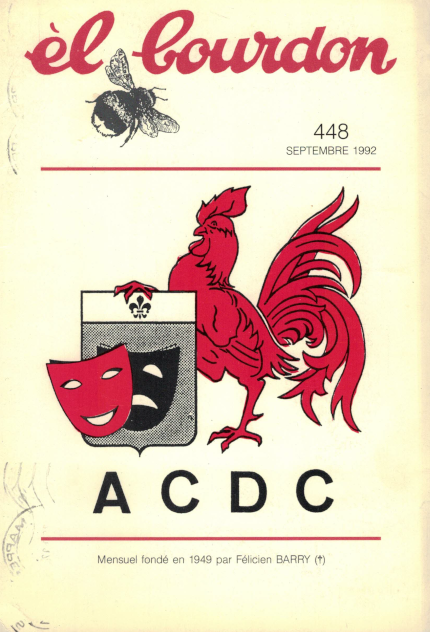 èl bourdon
448
SEPTEMBRE 1992
ACDC
Mensuel fondé en 1949 par Félicien BARRY (✝)